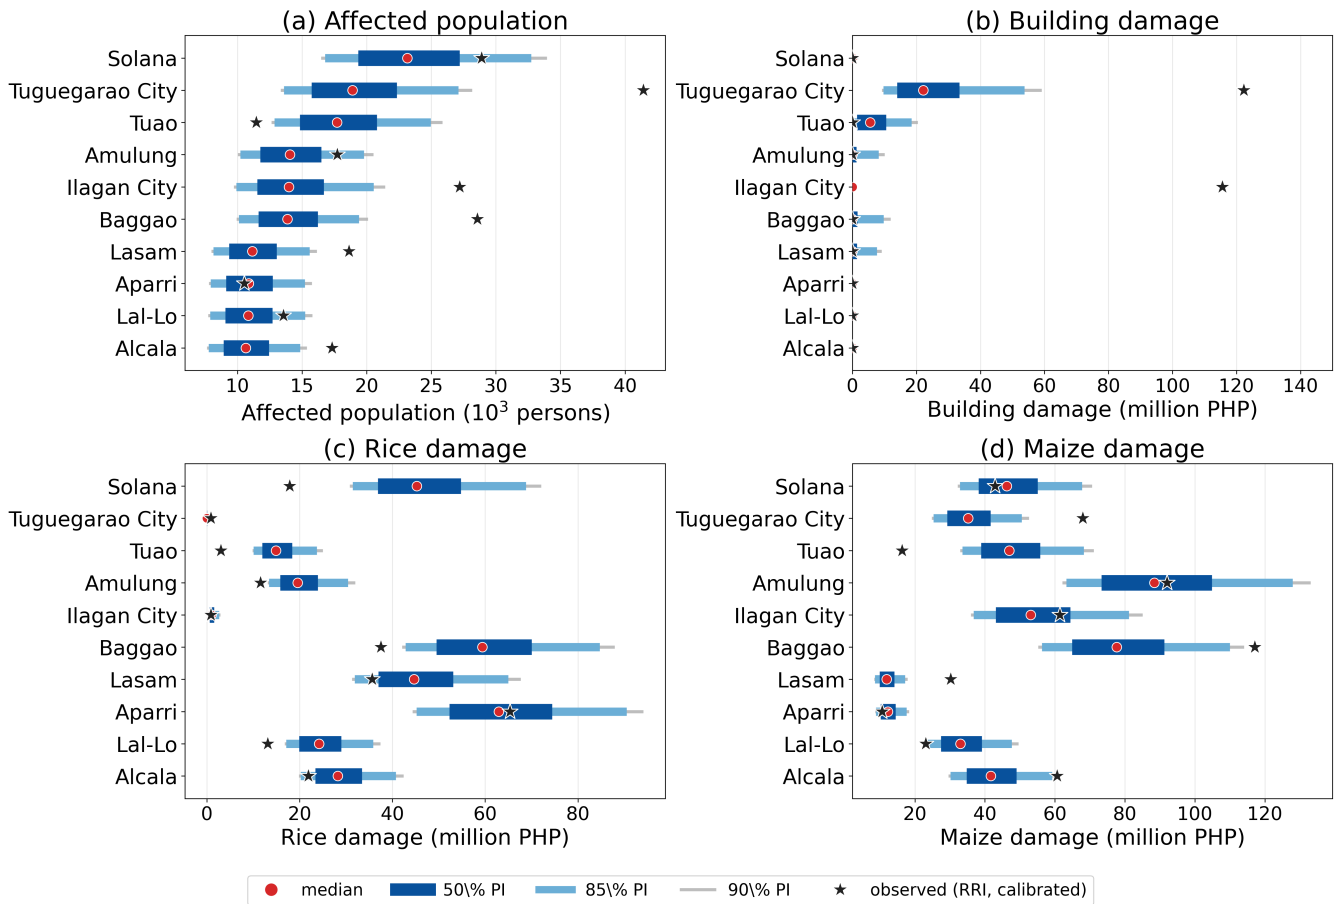 (a) Affected population
Solana
Tuguegarao City
Tuao
Amulung
Ilagan City
Baggao
Lasam
Aparri
Lal-Lo
Alcala
10 15 20 25 30 35 40
Affected population (10³ persons)
(b) Building damage
Solana
Tuguegarao City
Tuao
Amulung
Ilagan City
Baggao
Lasam
Aparri
Lal-Lo
Alcala
0 20 40 60 80 100 120 140
Building damage (million PHP)
(c) Rice damage
Solana
Tuguegarao City
Tuao
Amulung
Ilagan City
Baggao
Lasam
Aparri
Lal-Lo
Alcala
0 20 40 60 80
Rice damage (million PHP)
(d) Maize damage
Solana
Tuguegarao City
Tuao
Amulung
Ilagan City
Baggao
Lasam
Aparri
Lal-Lo
Alcala
20 40 60 80 100 120
Maize damage (million PHP)
median 50\% PI 85\% PI 90\% PI observed (RRI, calibrated)